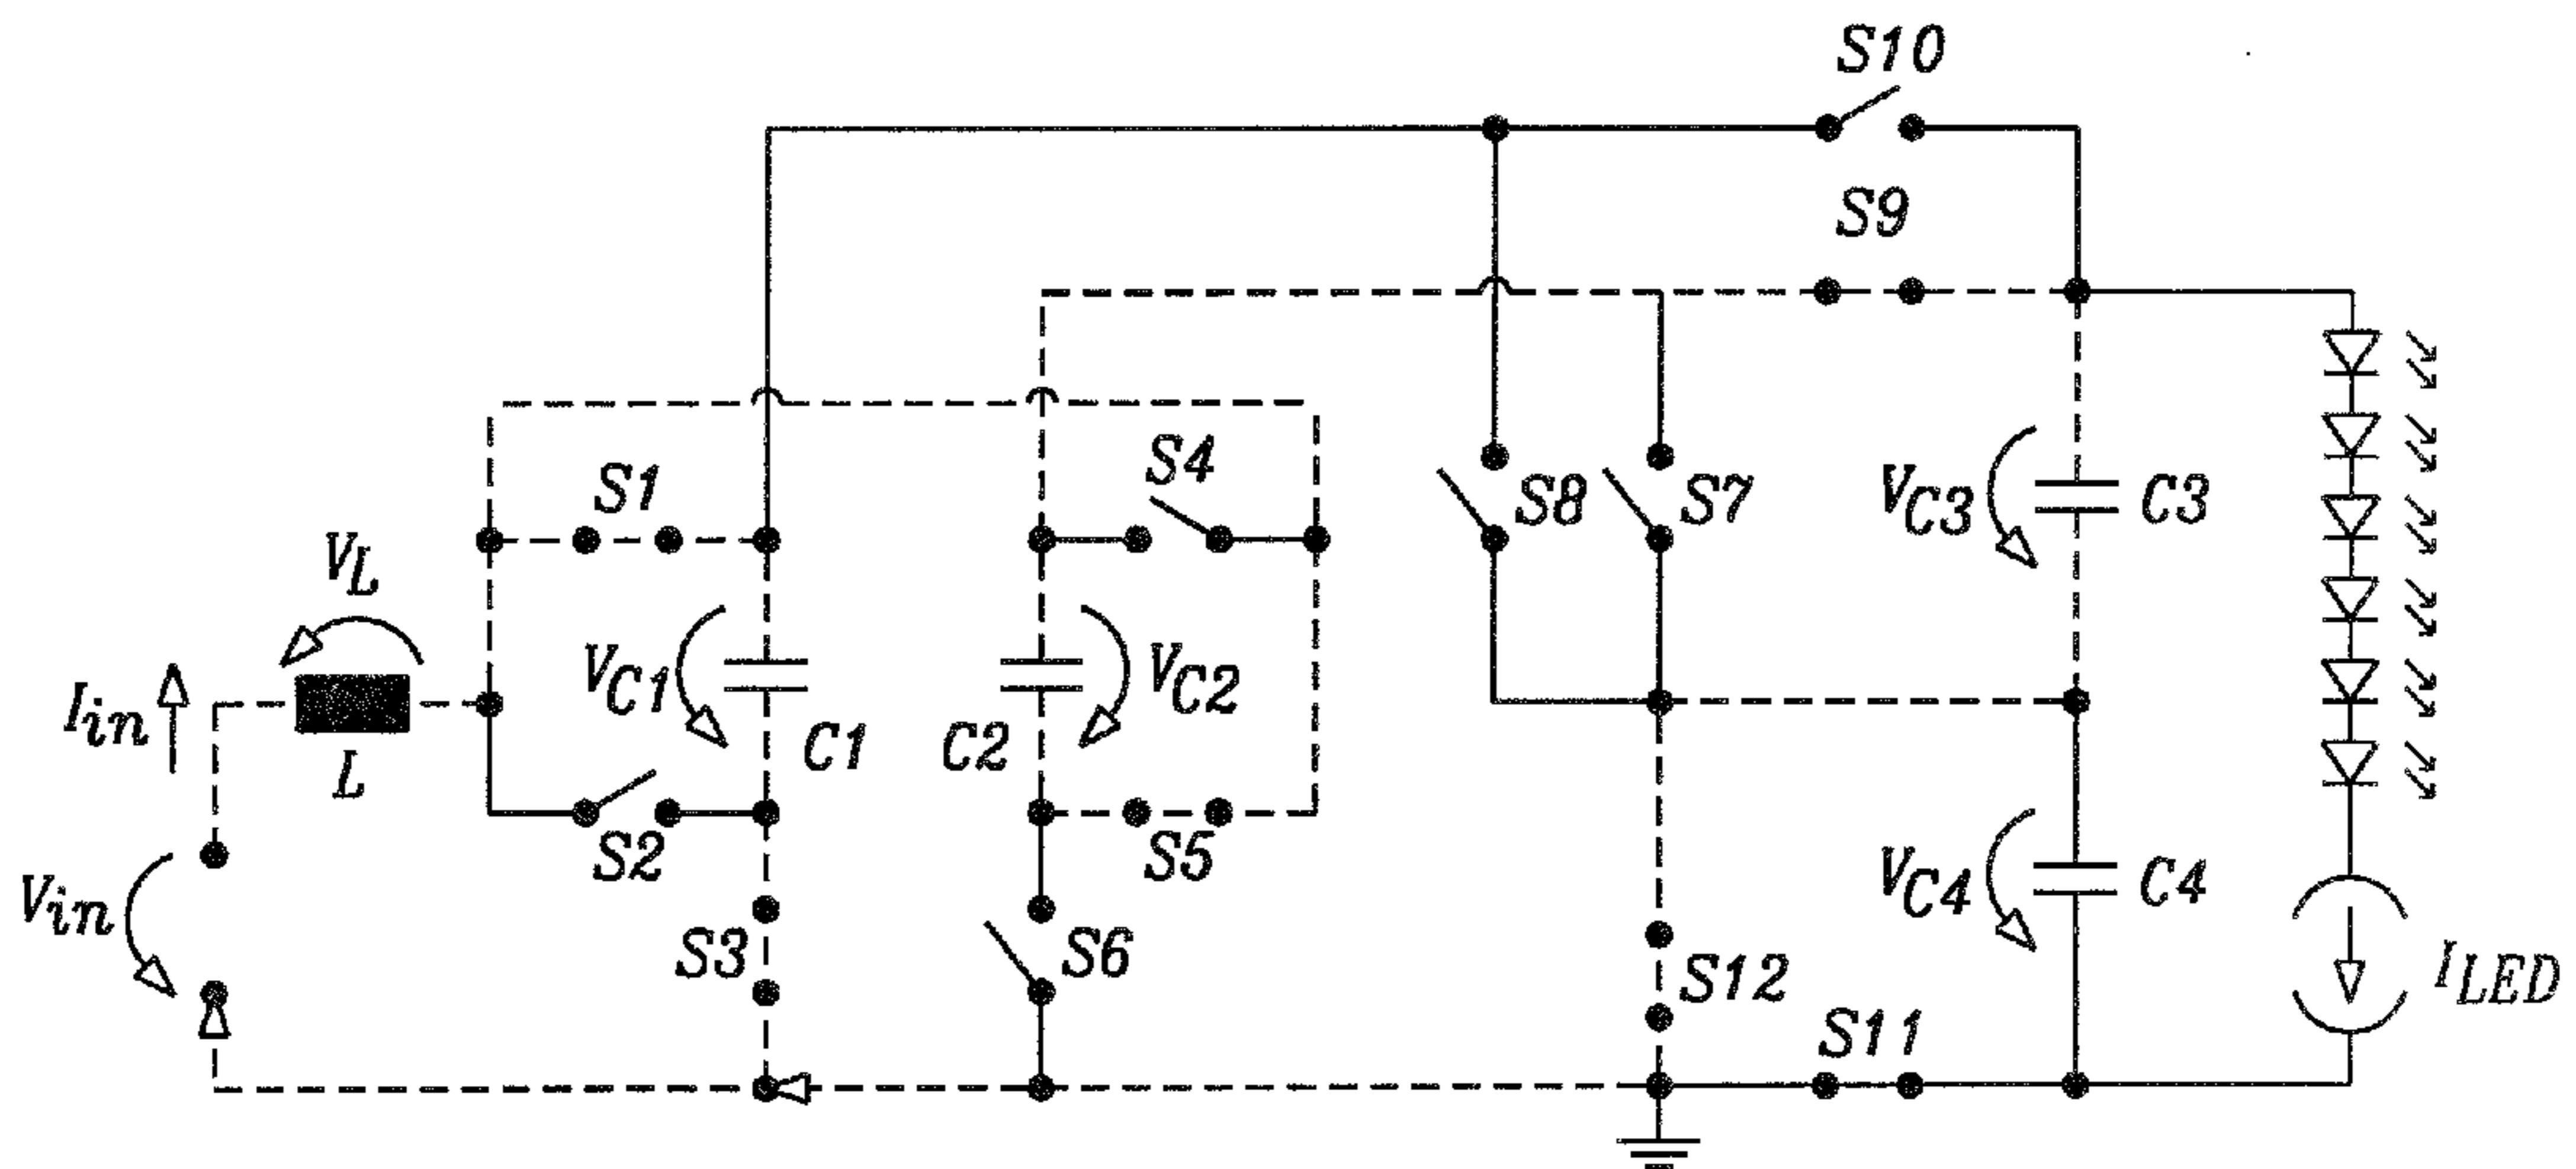 S10
S9
S4
S1
S8
S7
VC3
C3
VL
VC1
VC2
Iin
C1
C2
L
S2
S5
VC4
C4
Vin
S3
S6
S12
ILED
S11